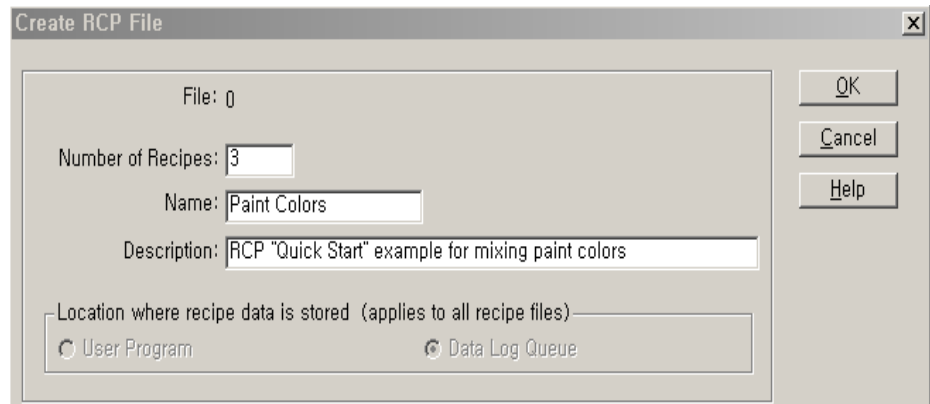 Create RCP File
File: 0
OK
Number of Recipes: 3
Cancel
Name: Paint Colors
Help
Description: RCP "Quick Start" example for mixing paint colors
Location where recipe data is stored (applies to all recipe files)
User Program
Data Log Queue